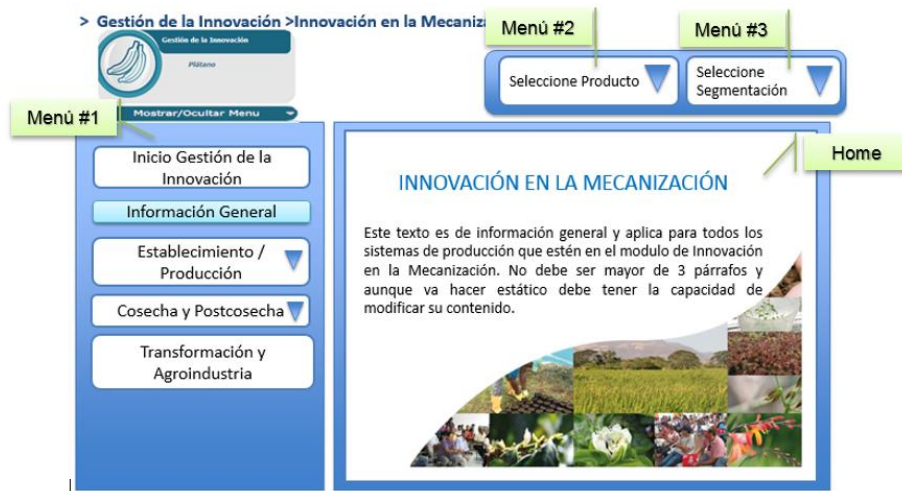 > Gestión de la Innovación >Innovación en la Mecaniza
Menú #2
Menú #3
Gestión de la Innovación
Plátano
Seleccione Producto
Seleccione
Segmentación
Mostrar/Ocultar Menu
Menú #1
Home
Inicio Gestión de la
Innovación
Información General
Establecimiento /
Producción
Cosecha y Postcosecha
Transformación y
Agroindustria
INNOVACIÓN EN LA MECANIZACIÓN
Este texto es de información general y aplica para todos los
sistemas de producción que estén en el modulo de Innovación
en la Mecanización. No debe ser mayor de 3 párrafos y
aunque va hacer estático debe tener la capacidad de
modificar su contenido.